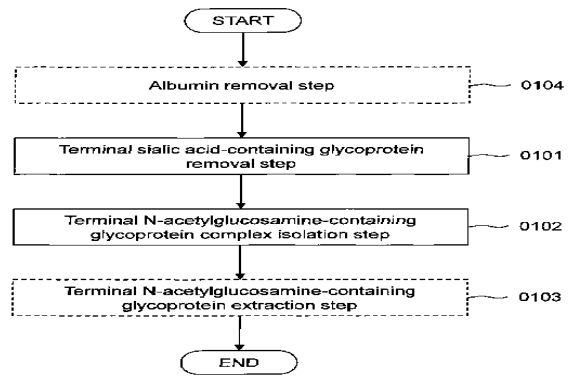 START
Albumin removal step
0104
Terminal sialic acid-containing glycoprotein
removal step
0101
Terminal N-acetylglucosamine-containing
glycoprotein complex isolation step
0102
Terminal N-acetylglucosamine-containing
glycoprotein extraction step
0103
END